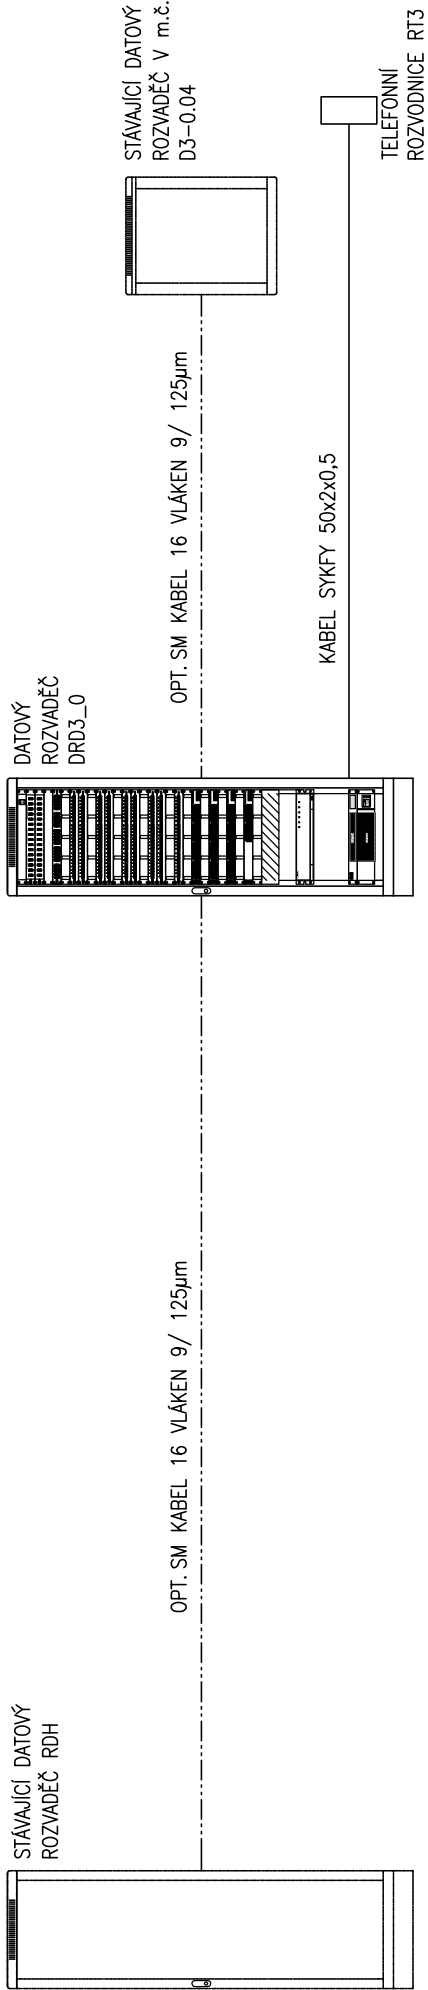 STÁVAJÍCÍ DATOVÝ
ROZVADĚČ RDH
OPT. SM KABEL 16 VLÁKEN 9/ 125µm
DATOVÝ
ROZVADĚČ
DRD3_0
OPT. SM KABEL 16 VLÁKEN 9/ 125µm
KABEL SYKFY 50x2x0,5
STÁVAJÍCÍ DATOVÝ
ROZVADĚČ V m.č.
D3-0.04
TELEFONNÍ
ROZVODNICE RT3